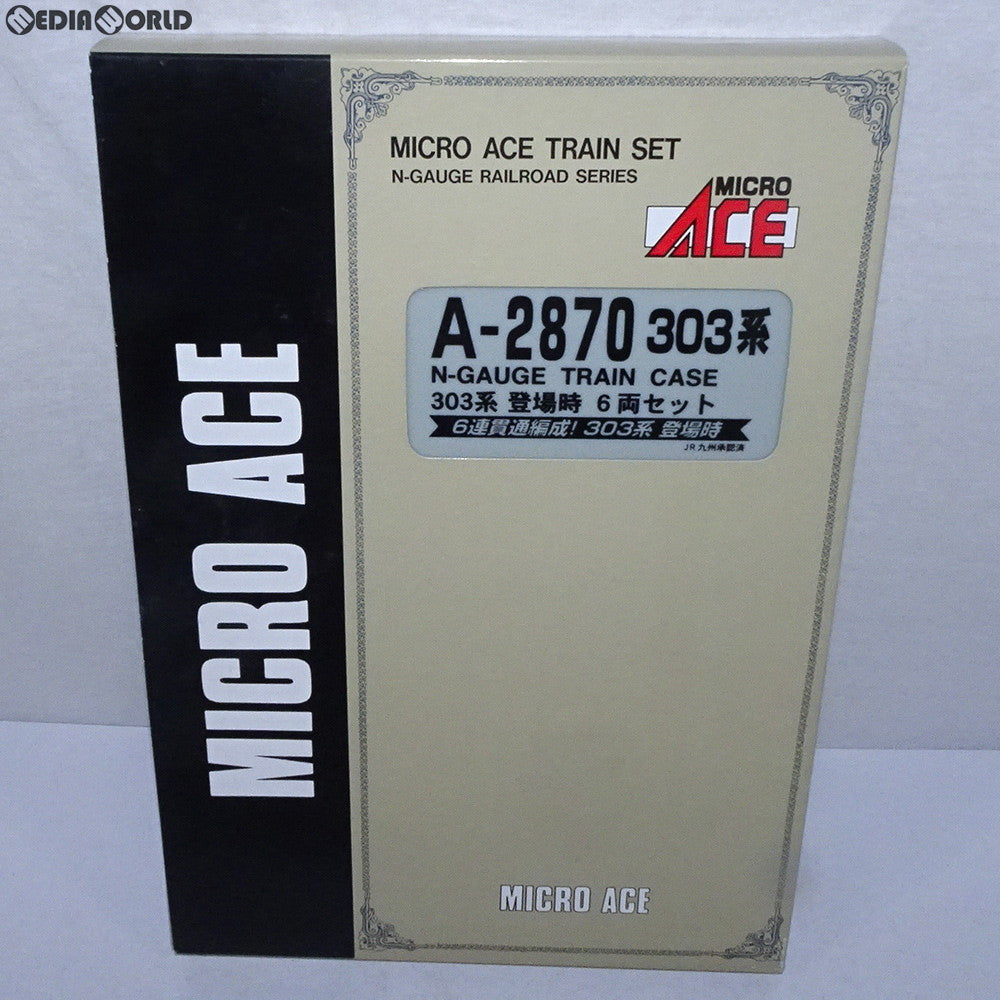 MEDIAWORLD
MICRO ACE TRAIN SET
N-GAUGE RAILROAD SERIES
MICRO
ACE
A-2870 303系
N-GAUGE TRAIN CASE
303系 登場時 6両セット
6連貫通編成! 303系 登場時
JR九州承認済
MICRO ACE
MICRO ACE